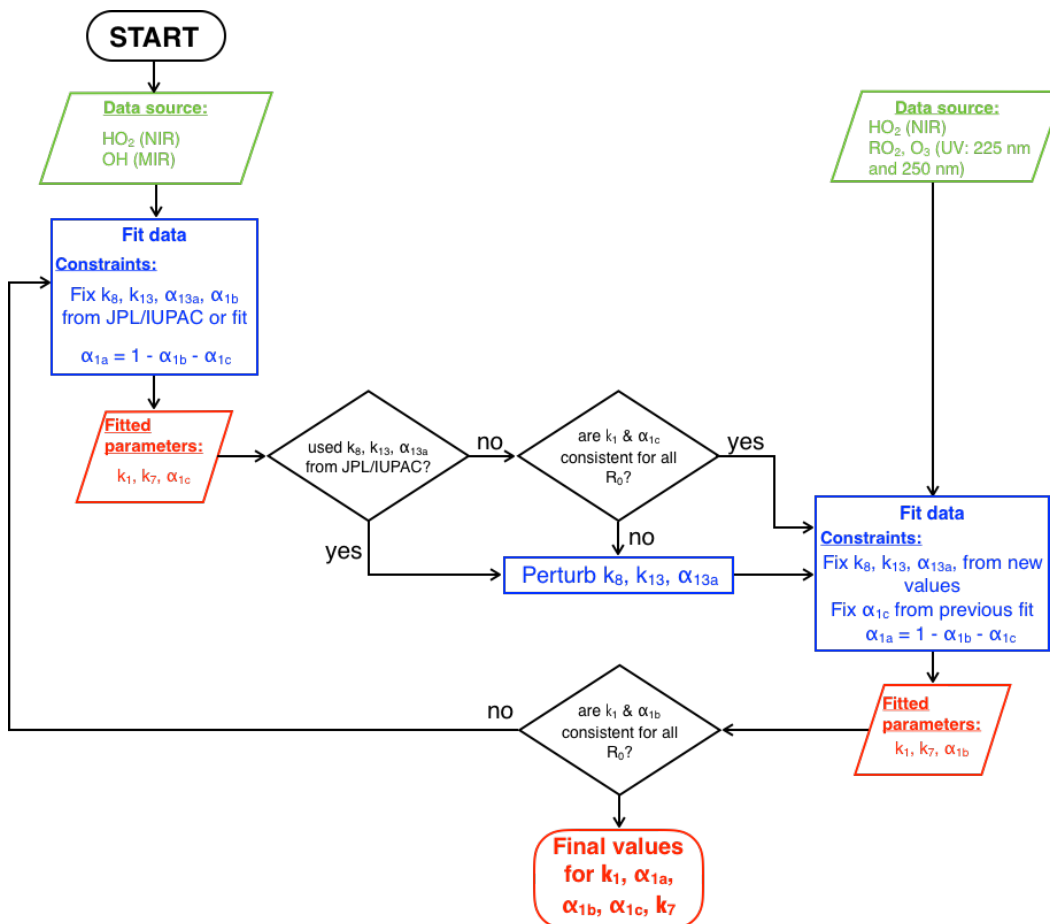 START
Data source:
HO₂ (NIR)
OH (MIR)
Data source:
HO₂ (NIR)
RO₂, O₃ (UV: 225 nm
and 250 nm)
Fit data
Constraints:
Fix k₈, k₁₃, α₁₃ₐ, α₁b
from JPL/IUPAC or fit
α₁ₐ = 1 - α₁b - α₁c
Fitted
parameters:
k₁, k₇, α₁c
used k₈, k₁₃, α₁₃ₐ
from JPL/IUPAC?
no
yes
are k₁ & α₁c
consistent for all
R₀?
yes
no
Perturb k₈, k₁₃, α₁₃ₐ
Fit data
Constraints:
Fix k₈, k₁₃, α₁₃ₐ, from new
values
Fix α₁c from previous fit
α₁ₐ = 1 - α₁b - α₁c
Fitted
parameters:
k₁, k₇, α₁b
are k₁ & α₁b
consistent for all
R₀?
no
Final values
for k₁, α₁ₐ,
α₁b, α₁c, k₇